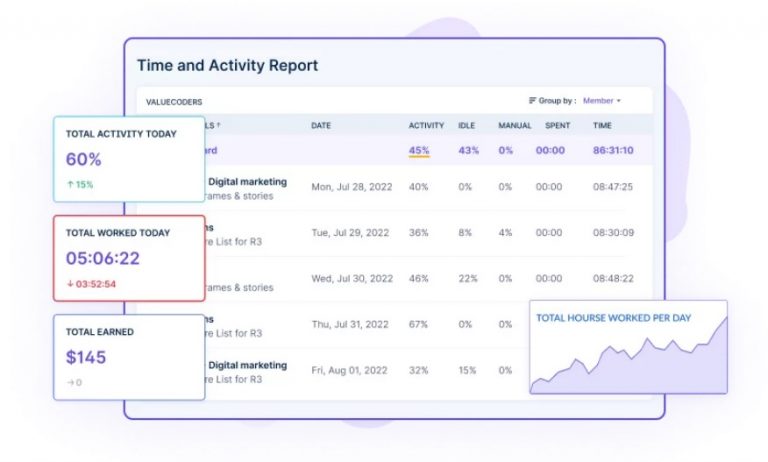 Time and Activity Report
VALUECODERS
Group by : Member
LS ↑ DATE ACTIVITY IDLE MANUAL SPENT TIME
ard 45% 43% 0% 00:00 86:31:10
Digital marketing
rames & stories
Mon, Jul 28, 2022 40% 0% 0% 00:00 08:47:25
ns
re List for R3
Tue, Jul 29, 2022 36% 8% 4% 00:00 08:30:09
rames & stories
Wed, Jul 30, 2022 46% 22% 0% 00:00 08:48:22
ns
re List for R3
Thu, Jul 31, 2022 67% 0% 0%
Digital marketing
re List for R3
Fri, Aug 01, 2022 32% 15% 0%
TOTAL ACTIVITY TODAY
60%
↑ 15%
TOTAL WORKED TODAY
05:06:22
↓ 03:52:54
TOTAL EARNED
$145
→ 0
TOTAL HOURSE WORKED PER DAY